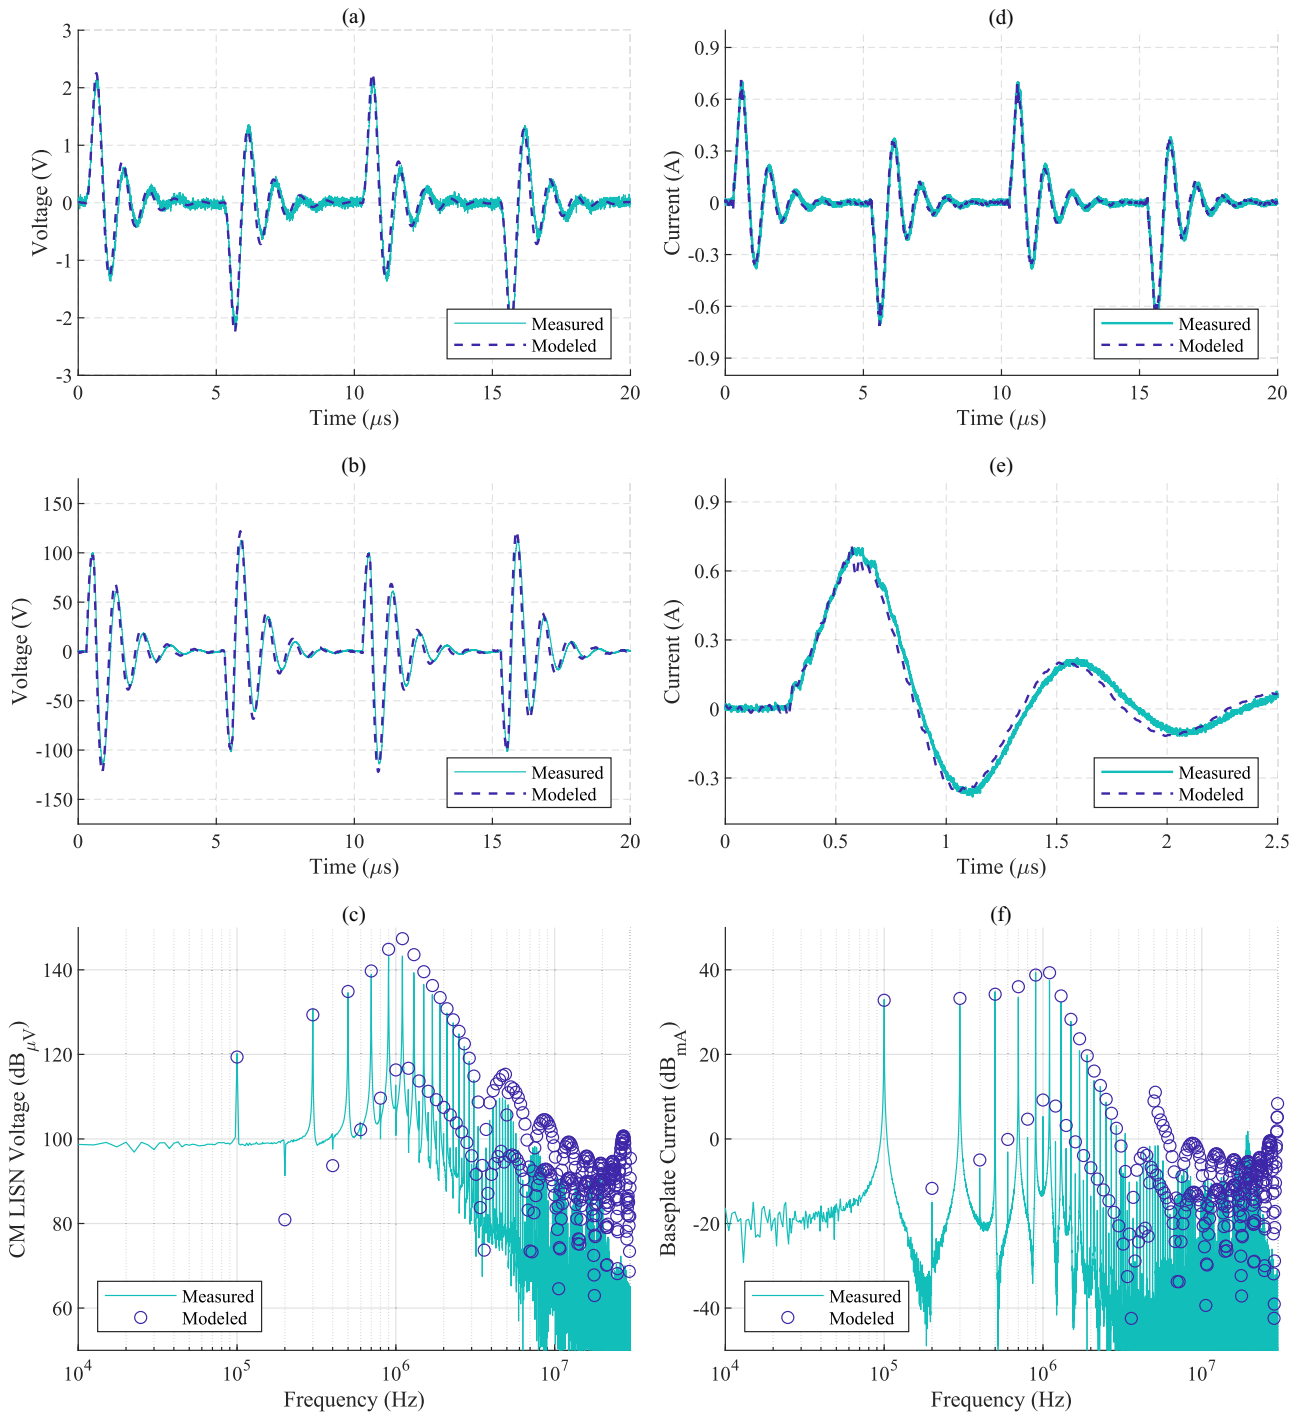 (a)
3
2
1
0
-1
-2
-3
Voltage (V)
0 5 10 15 20
Time (μs)
Measured
Modeled
(d)
0.9
0.6
0.3
0
-0.3
-0.6
-0.9
Current (A)
0 5 10 15 20
Time (μs)
Measured
Modeled
(b)
150
100
50
0
-50
-100
-150
Voltage (V)
0 5 10 15 20
Time (μs)
Measured
Modeled
(e)
0.9
0.6
0.3
0
-0.3
Current (A)
0 0.5 1 1.5 2 2.5
Time (μs)
Measured
Modeled
(c)
140
120
100
80
60
CM LISN Voltage (dB_μV)
10^4 10^5 10^6 10^7
Frequency (Hz)
Measured
Modeled
(f)
40
20
0
-20
-40
Baseplate Current (dB_mA)
10^4 10^5 10^6 10^7
Frequency (Hz)
Measured
Modeled